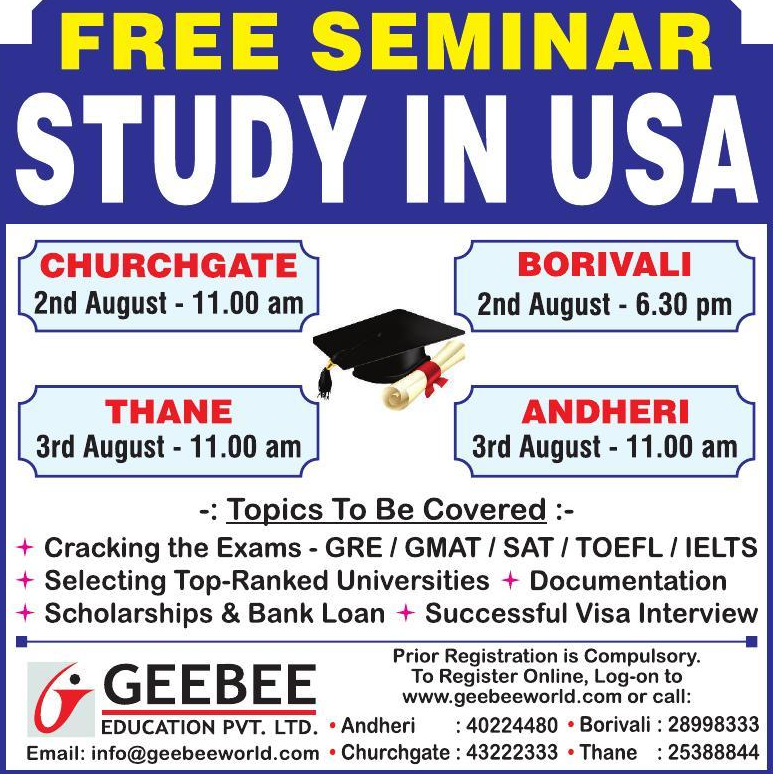 FREE SEMINAR
STUDY IN USA
CHURCHGATE
2nd August - 11.00 am
BORIVALI
2nd August - 6.30 pm
THANE
3rd August - 11.00 am
ANDHERI
3rd August - 11.00 am
-: Topics To Be Covered :-
Cracking the Exams - GRE / GMAT / SAT / TOEFL / IELTS
Selecting Top-Ranked Universities + Documentation
Scholarships & Bank Loan + Successful Visa Interview
GEEBEE
EDUCATION PVT. LTD.
Email: info@geebeeworld.com
Prior Registration is Compulsory.
To Register Online, Log-on to
www.geebeeworld.com or call:
• Andheri : 40224480 • Borivali : 28998333
• Churchgate : 43222333 • Thane : 25388844